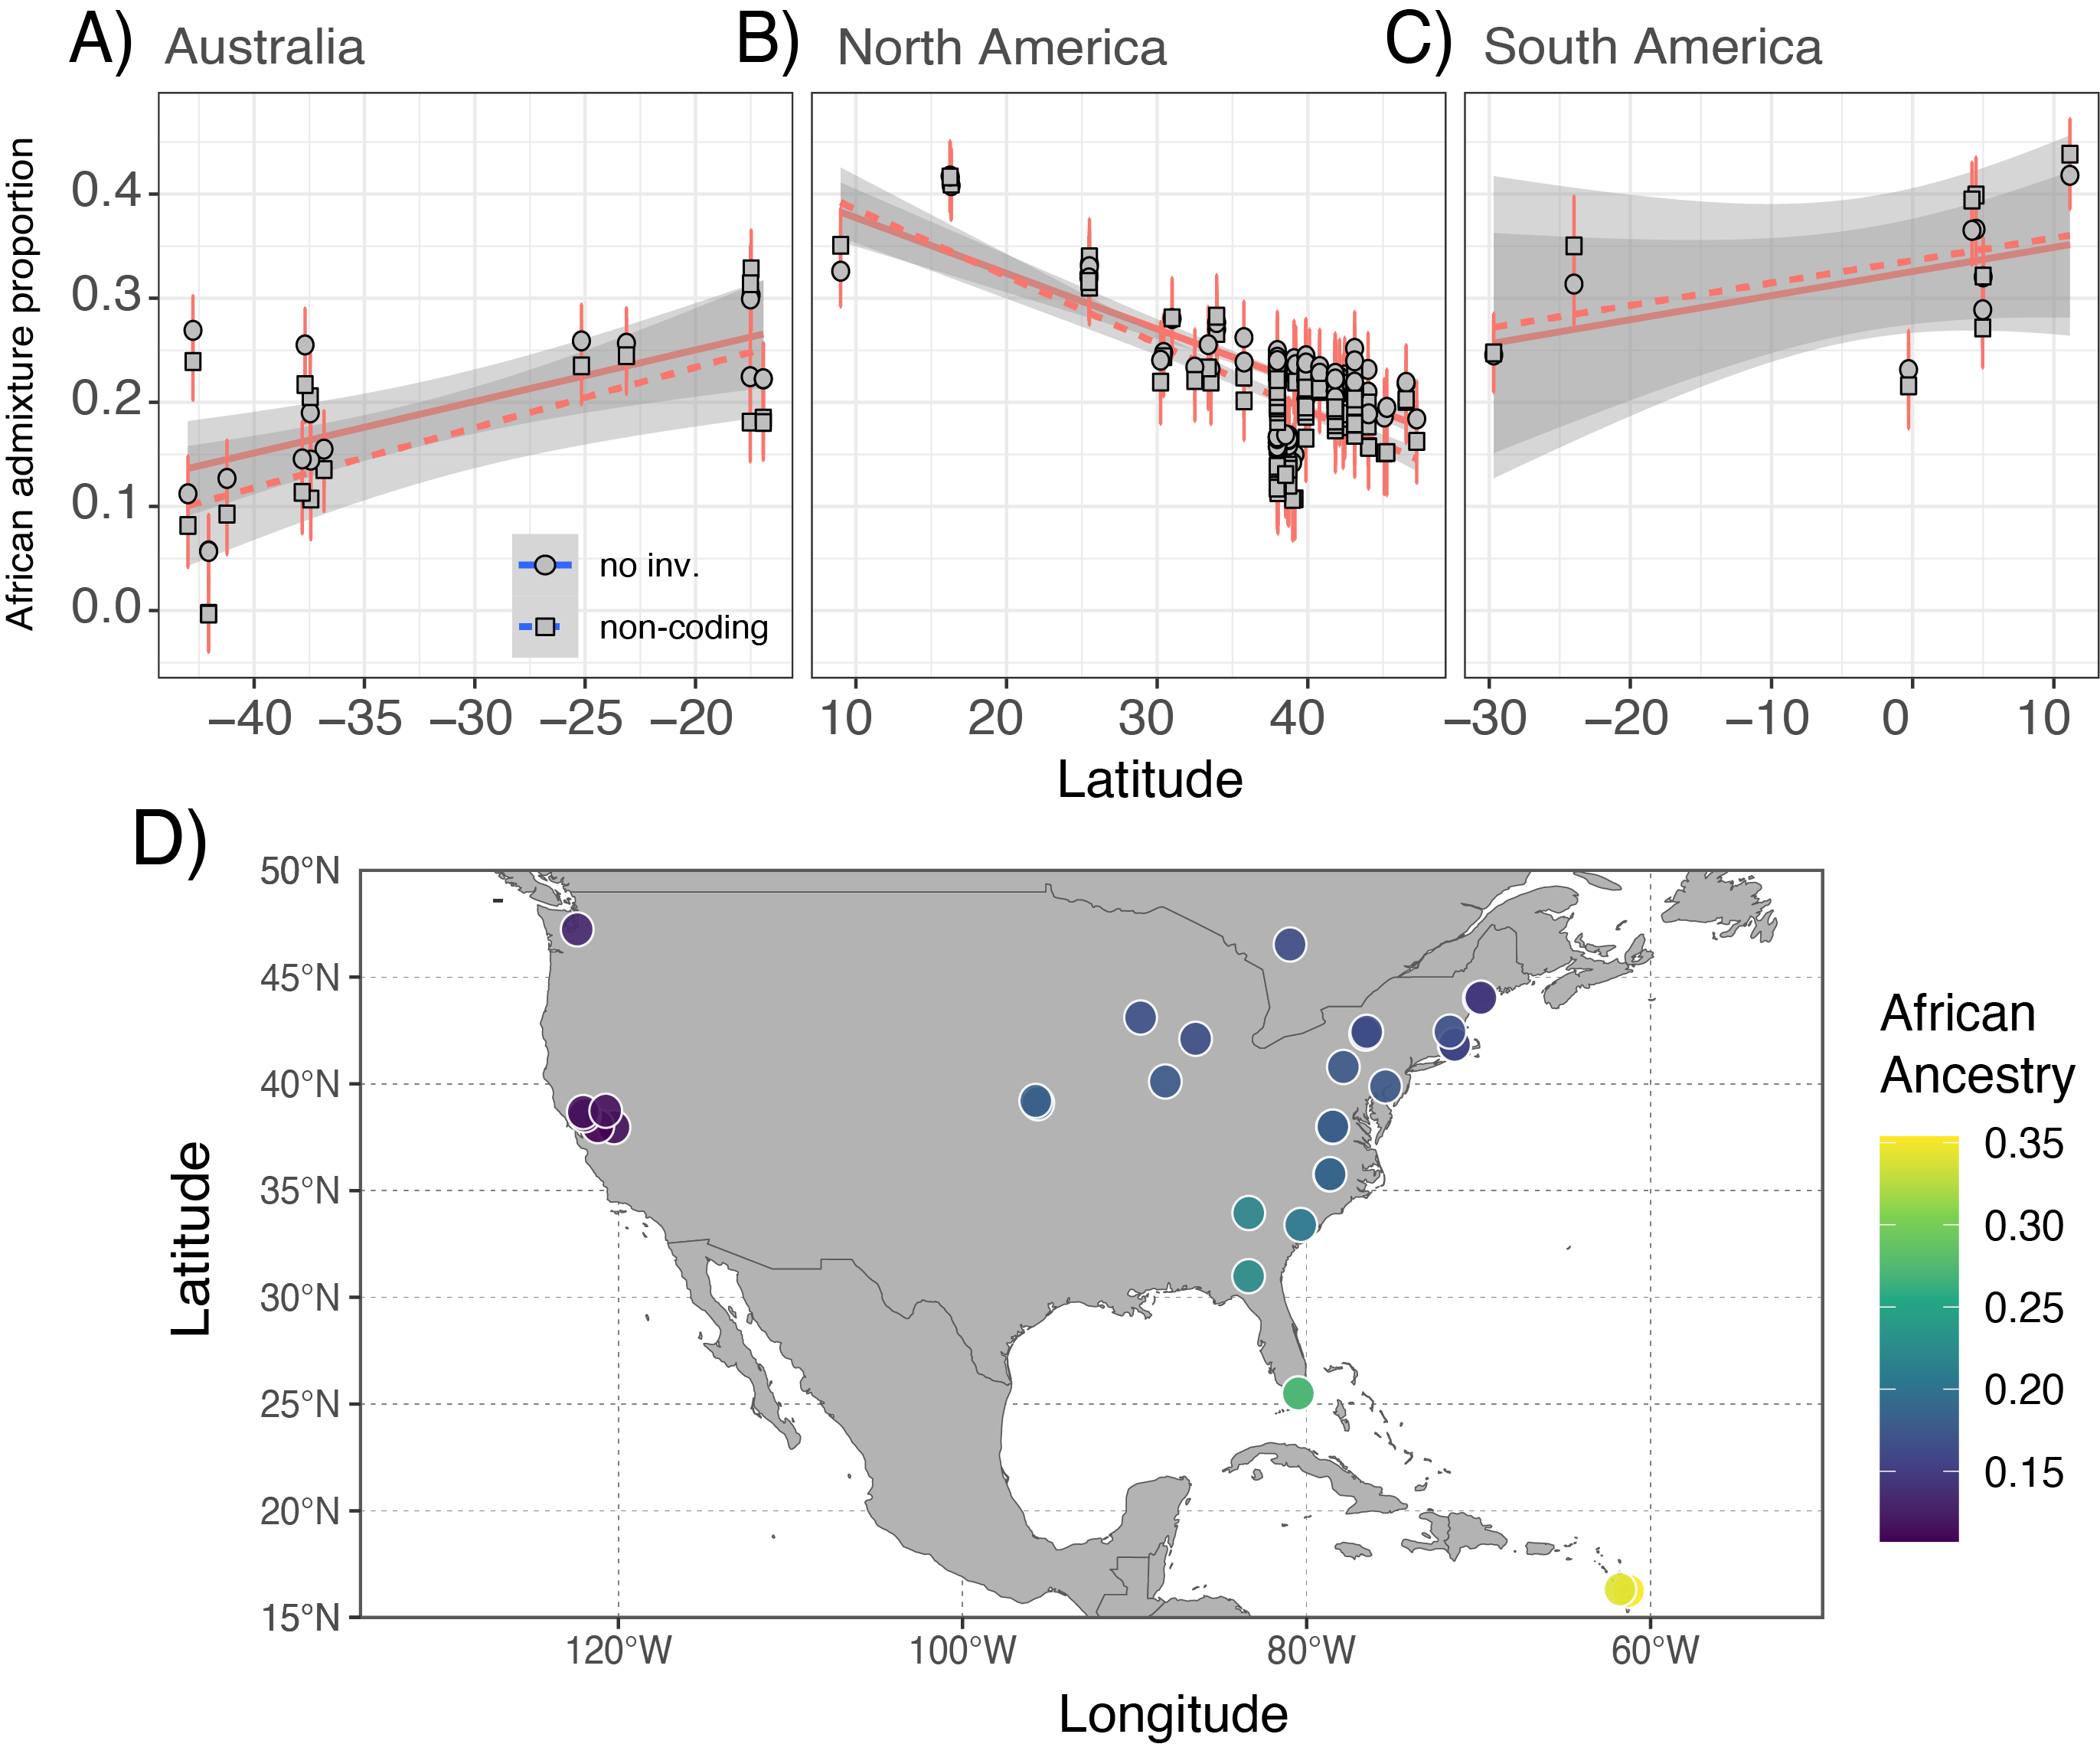 A) Australia
B) North America
C) South America
African admixture proportion
0.4
0.3
0.2
0.1
0.0
no inv.
non-coding
−40 −35 −30 −25 −20
10 20 30 40
−30 −20 −10 0 10
Latitude
D)
50°N
45°N
40°N
35°N
30°N
25°N
20°N
15°N
Latitude
120°W 100°W 80°W 60°W
Longitude
African
Ancestry
0.35
0.30
0.25
0.20
0.15